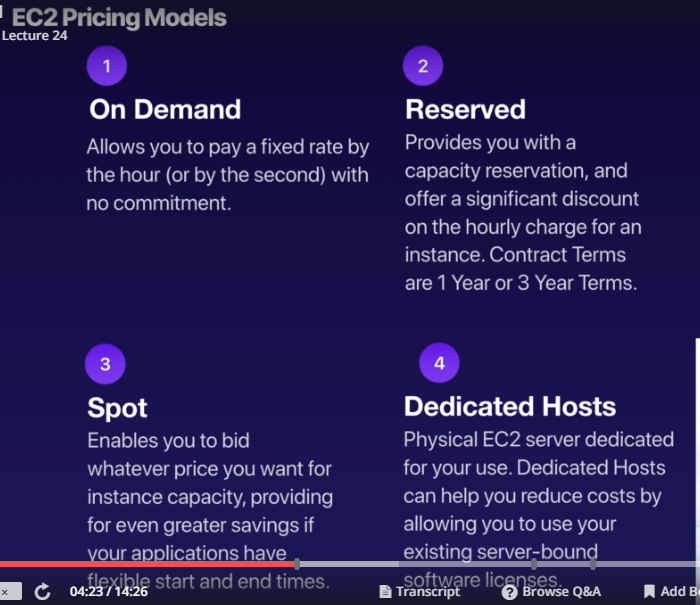 EC2 Pricing Models
Lecture 24
1
On Demand
Allows you to pay a fixed rate by
the hour (or by the second) with
no commitment.
2
Reserved
Provides you with a
capacity reservation, and
offer a significant discount
on the hourly charge for an
instance. Contract Terms
are 1 Year or 3 Year Terms.
3
Spot
Enables you to bid
whatever price you want for
instance capacity, providing
for even greater savings if
your applications have
flexible start and end times.
4
Dedicated Hosts
Physical EC2 server dedicated
for your use. Dedicated Hosts
can help you reduce costs by
allowing you to use your
existing server-bound
software licenses.
x
04:23 / 14:26
Transcript
? Browse Q&A
Add B